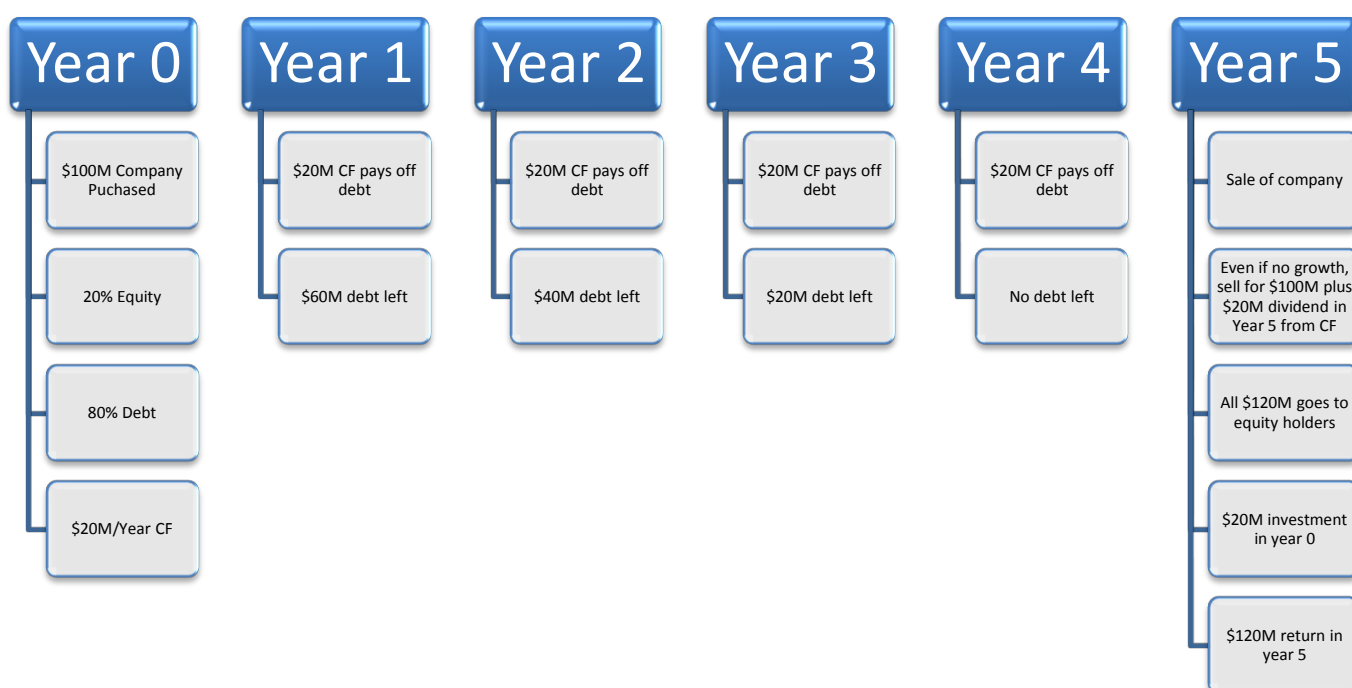 Year 0
$100M Company
Puchased
20% Equity
80% Debt
$20M/Year CF
Year 1
$20M CF pays off
debt
$60M debt left
Year 2
$20M CF pays off
debt
$40M debt left
Year 3
$20M CF pays off
debt
$20M debt left
Year 4
$20M CF pays off
debt
No debt left
Year 5
Sale of company
Even if no growth,
sell for $100M plus
$20M dividend in
Year 5 from CF
All $120M goes to
equity holders
$20M investment
in year 0
$120M return in
year 5